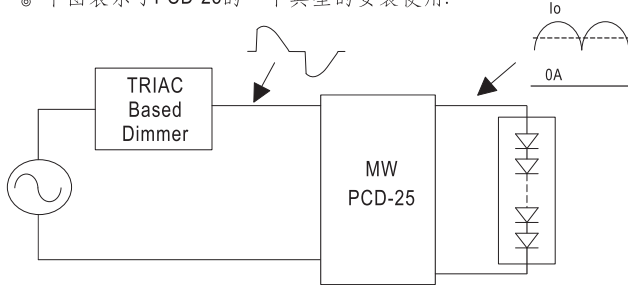 ◎ 下图表示了PCD-25的一个典型的安装使用:
Io
0A
TRIAC
Based
Dimmer
MW
PCD-25